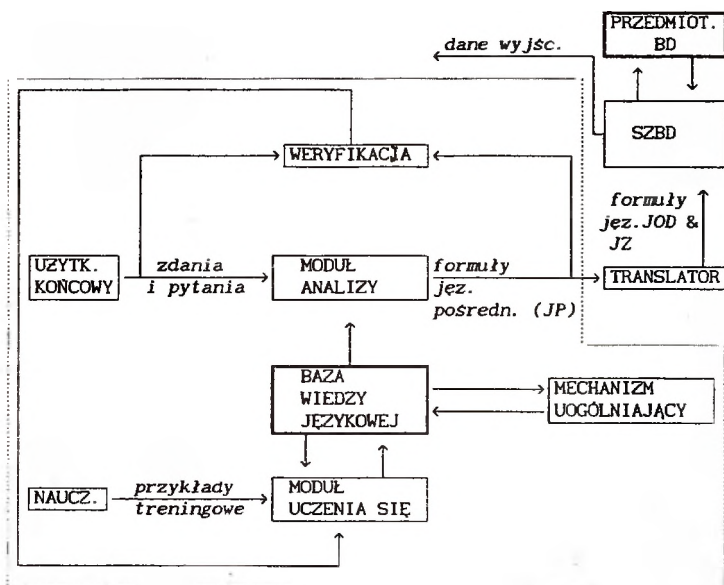 PRZEDMIOT.
BD
dane wyjśc.
SZBD
WERYFIKACJA
formuły
jęz.JOD &
JZ
UŻYTK.
KOŃCOWY
zdania
i pytania
MODUŁ
ANALIZY
formuły
jęz.
pośredn. (JP)
TRANSLATOR
BAZA
WIEDZY
JĘZYKOWEJ
MECHANIZM
UOGÓLNIAJĄCY
NAUCZ.
przykłady
treningowe
MODUŁ
UCZENIA SIĘ